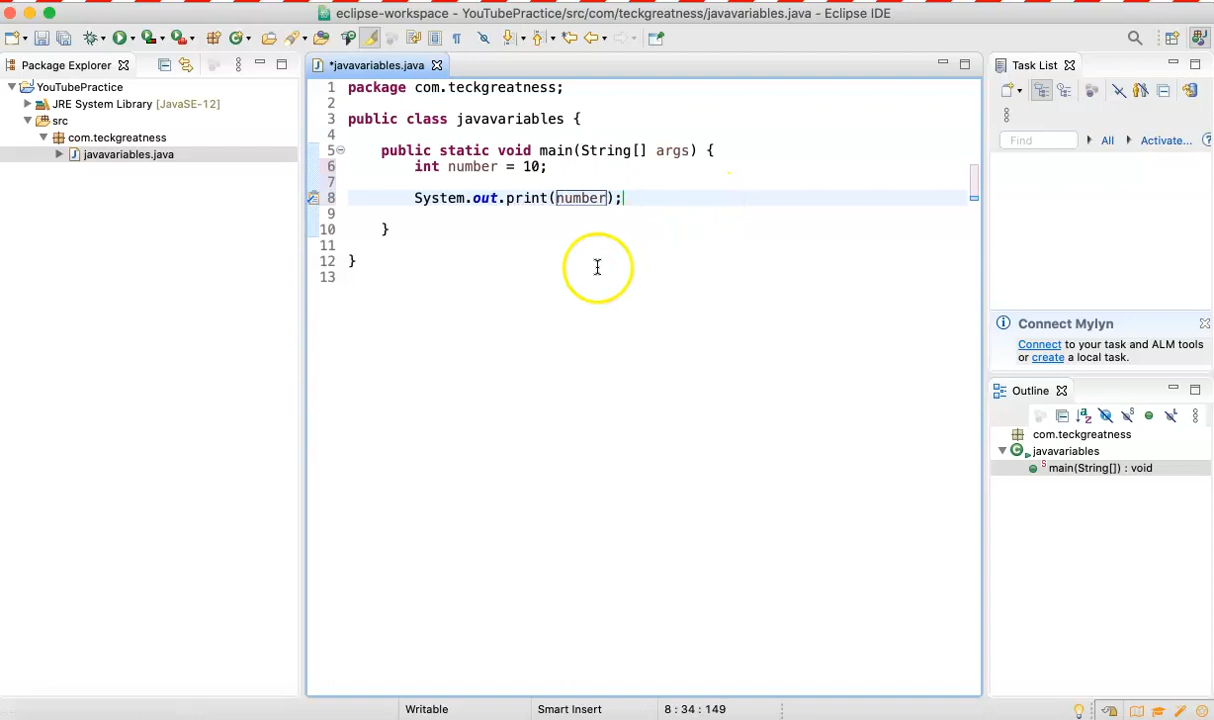 eclipse-workspace - YouTubePractice/src/com/teckgreatness/javavariables.java - Eclipse IDE
Package Explorer
YouTubePractice
JRE System Library [JavaSE-12]
src
com.teckgreatness
javavariables.java
*javavariables.java
1 package com.teckgreatness;
2
3 public class javavariables {
4
5 public static void main(String[] args) {
6 int number = 10;
7
8 System.out.print(number);
9
10 }
11
12 }
13
Task List
Find
All
Activate...
Connect Mylyn
Connect to your task and ALM tools
or create a local task.
Outline
com.teckgreatness
javavariables
main(String[]) : void
Writable
Smart Insert
8 : 34 : 149